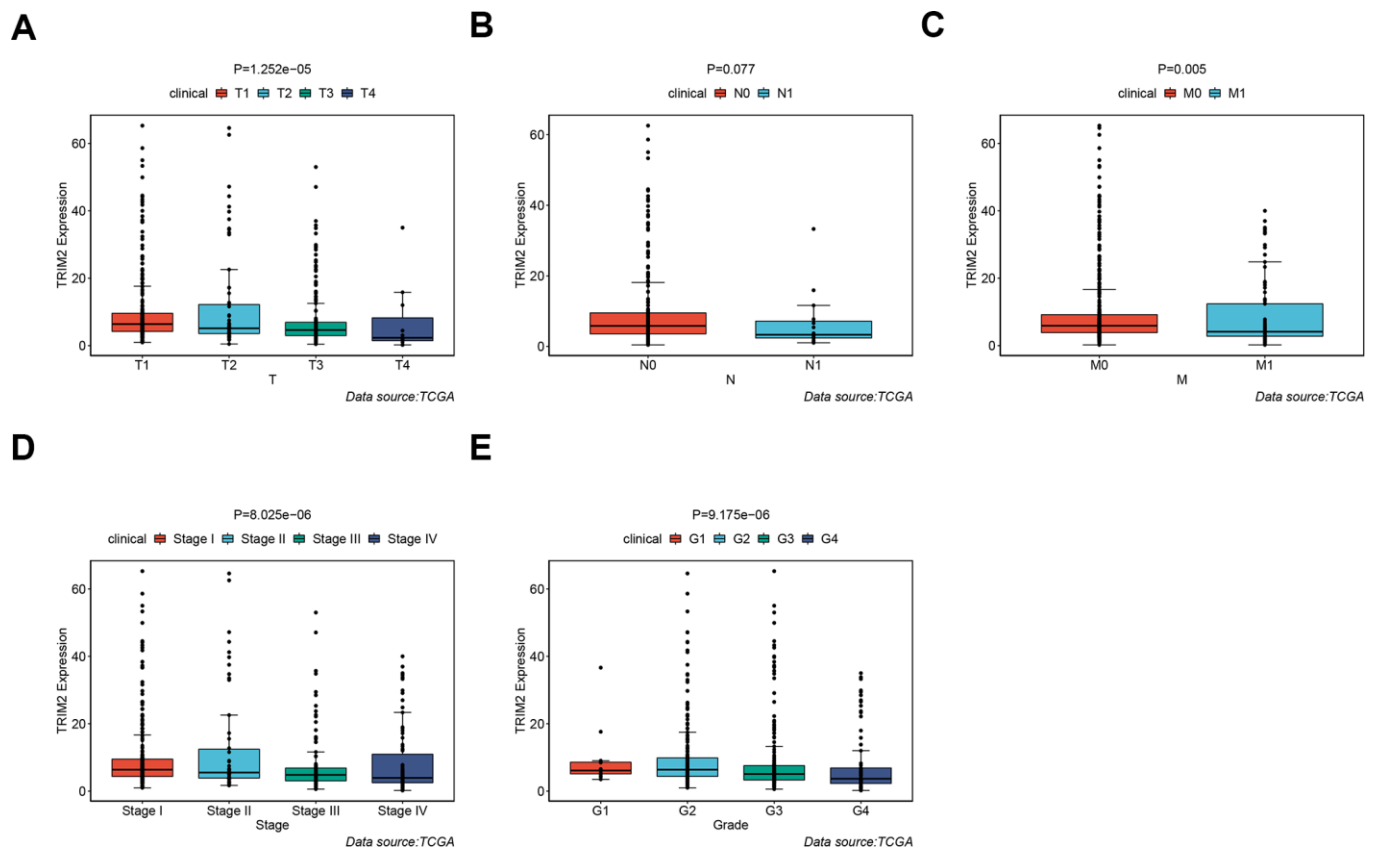 A
P=1.252e−05
clinical T1 T2 T3 T4
60
40
20
0
TRIM2 Expression
T1 T2 T3 T4
T
Data source:TCGA
B
P=0.077
clinical N0 N1
60
40
20
0
TRIM2 Expression
N0 N1
N
Data source:TCGA
C
P=0.005
clinical M0 M1
60
40
20
0
TRIM2 Expression
M0 M1
M
Data source:TCGA
D
P=8.025e−06
clinical Stage I Stage II Stage III Stage IV
60
40
20
0
TRIM2 Expression
Stage I Stage II Stage III Stage IV
Stage
Data source:TCGA
E
P=9.175e−06
clinical G1 G2 G3 G4
60
40
20
0
TRIM2 Expression
G1 G2 G3 G4
Grade
Data source:TCGA